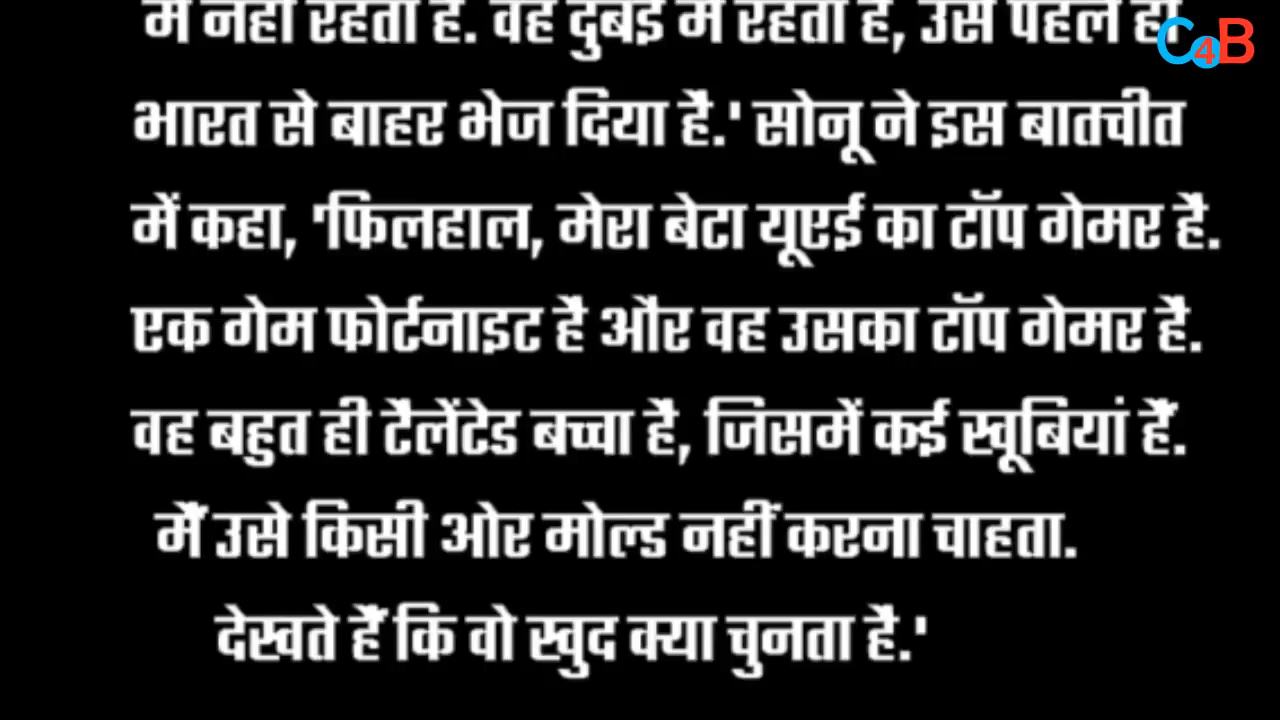 में नहीं रहता है. वह दुबई में रहता है, उसे पहले ही
भारत से बाहर भेज दिया है.' सोनू ने इस बातचीत
में कहा, 'फिलहाल, मेरा बेटा यूएई का टॉप गेमर है.
एक गेम फोर्टनाइट है और वह उसका टॉप गेमर है.
वह बहुत ही टैलेंटेड बच्चा है, जिसमें कई खूबियां हैं.
मैं उसे किसी ओर मोल्ड नहीं करना चाहता.
देखते हैं कि वो खुद क्या चुनता है.'
C4B